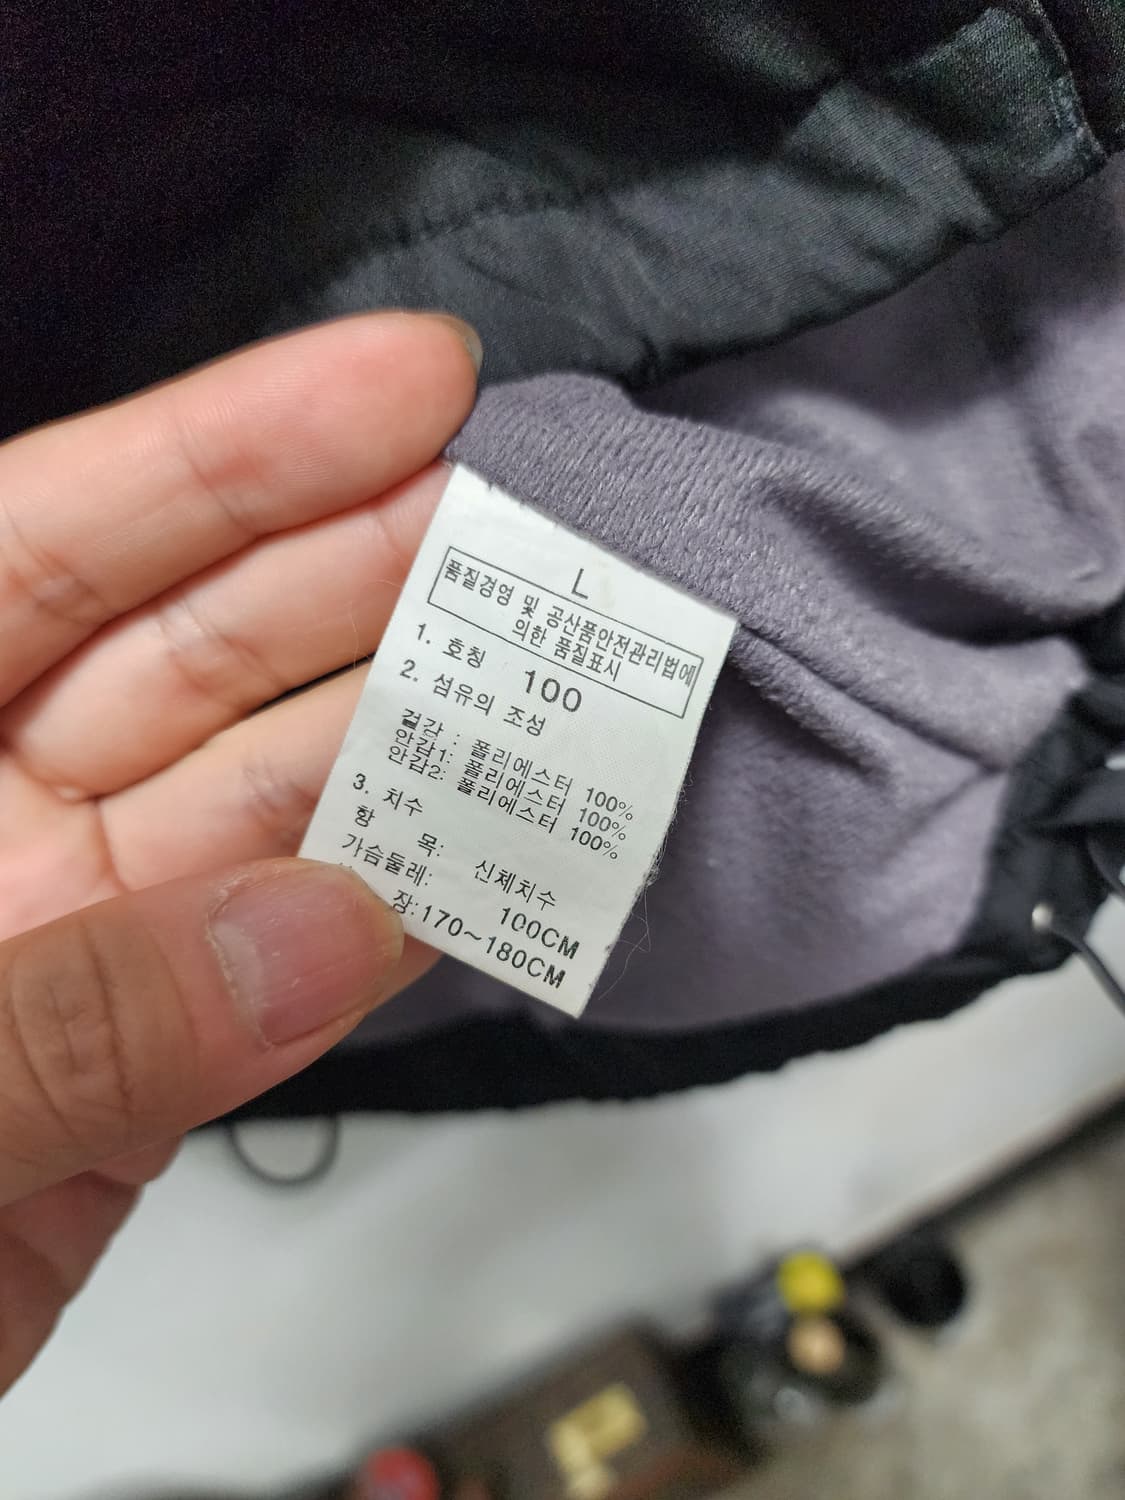 L
품질경영 및 공산품안전관리법에
의한 품질표시
1. 호칭 100
2. 섬유의 조성
겉감 : 폴리에스터 100%
안감1: 폴리에스터 100%
안감2: 폴리에스터 100%
3. 치수
항 목: 신체치수
가슴둘레: 100CM
장:170~180CM